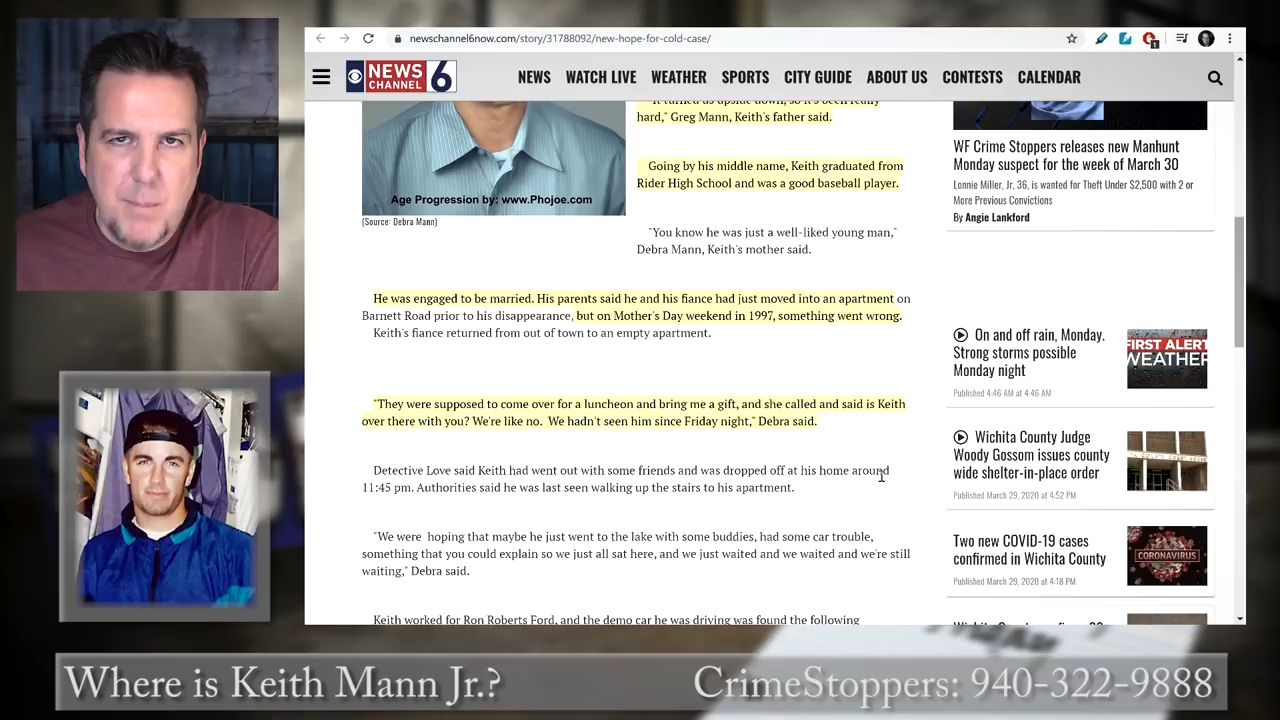 newschannel6now.com/story/31788092/new-hope-for-cold-case/
NEWS
CHANNEL
6
NEWS WATCH LIVE WEATHER SPORTS CITY GUIDE ABOUT US CONTESTS CALENDAR
Age Progression by: www.Phojoe.com
(Source: Debra Mann)
"It turned us upside down, so it's been really
hard," Greg Mann, Keith's father said.
Going by his middle name, Keith graduated from
Rider High School and was a good baseball player.
"You know he was just a well-liked young man,"
Debra Mann, Keith's mother said.
He was engaged to be married. His parents said he and his fiance had just moved into an apartment on
Barnett Road prior to his disappearance, but on Mother's Day weekend in 1997, something went wrong.
Keith's fiance returned from out of town to an empty apartment.
"They were supposed to come over for a luncheon and bring me a gift, and she called and said is Keith
over there with you? We're like no. We hadn't seen him since Friday night," Debra said.
Detective Love said Keith had went out with some friends and was dropped off at his home around
11:45 pm. Authorities said he was last seen walking up the stairs to his apartment.
"We were hoping that maybe he just went to the lake with some buddies, had some car trouble,
something that you could explain so we just all sat here, and we just waited and we waited and we're still
waiting," Debra said.
Keith worked for Ron Roberts Ford, and the demo car he was driving was found the following
WF Crime Stoppers releases new Manhunt
Monday suspect for the week of March 30
Lonnie Miller, Jr, 36, is wanted for Theft Under $2,500 with 2 or
More Previous Convictions
By Angie Lankford
On and off rain, Monday.
Strong storms possible
Monday night
Published 4:46 AM at 4:46 AM
FIRST ALERT
WEATHER
Wichita County Judge
Woody Gossom issues county
wide shelter-in-place order
Published March 29, 2020 at 4:52 PM
Two new COVID-19 cases
confirmed in Wichita County
Published March 29, 2020 at 4:18 PM
CORONAVIRUS
Where is Keith Mann Jr.?
CrimeStoppers: 940-322-9888